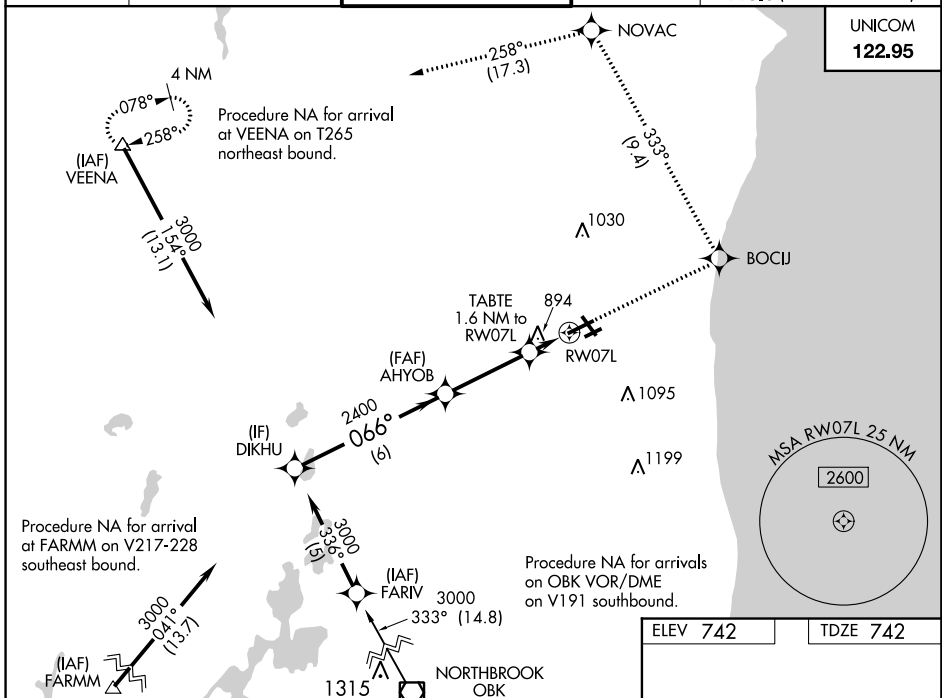 UNICOM
122.95
NOVAC
258°
(17.3)
4 NM
078°
258°
Procedure NA for arrival
at VEENA on T265
northeast bound.
(IAF)
VEENA
333°
(9.4)
3000
154°
(13.1)
1030
BOCIJ
TABTE
1.6 NM to
RW07L
894
RW07L
(FAF)
AHYOB
1095
2400
066°
(6)
(IF)
DIKHU
1199
MSA RW07L 25 NM
2600
Procedure NA for arrival
at FARMM on V217-228
southeast bound.
3000
336°
(5)
Procedure NA for arrivals
on OBK VOR/DME
on V191 southbound.
(IAF)
FARIV
3000
333° (14.8)
3000
041°
(13.7)
(IAF)
FARMM
1315
NORTHBROOK
OBK
ELEV 742
TDZE 742